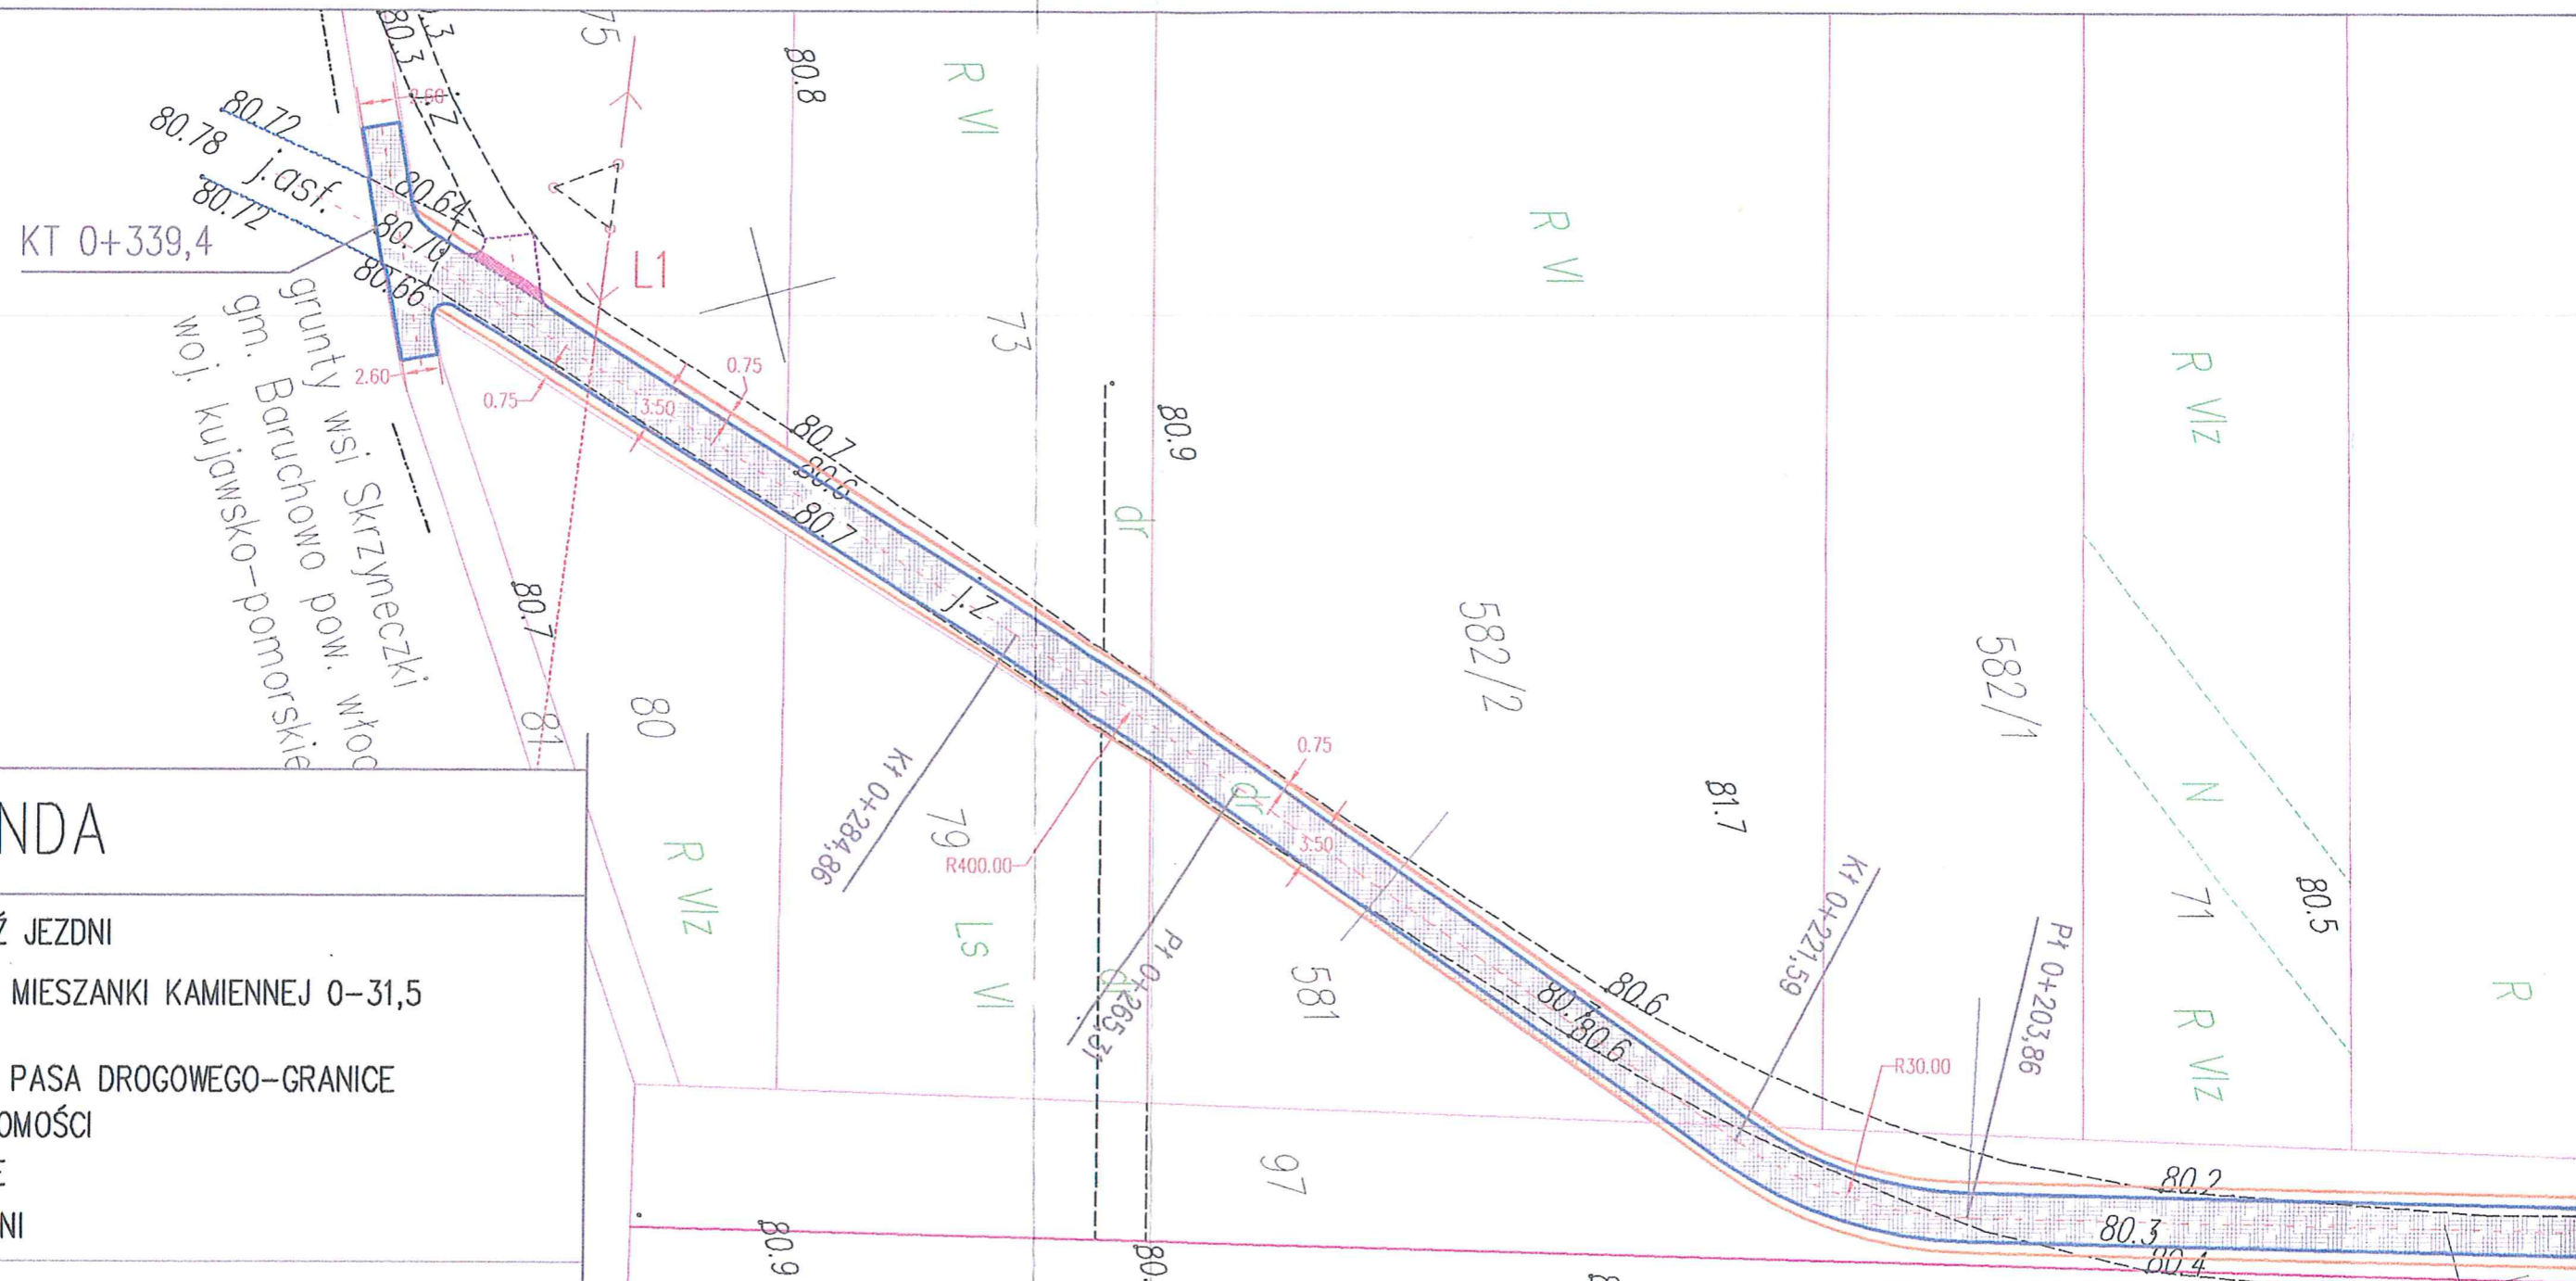 80.3
j.ż
75
80.8
R VI
2.60
80.72
80.78
j.asf.
80.72
80.64
80.70
80.66
KT 0+339,4
L1
73
R VI
R VIz
grunty wsi Skrzyneczki
gm. Baruchowo pow. włoc
woj. kujawsko-pomorskie
2.60
0.75
3.50
0.75
80.7
80.6
80.7
80.9
dr
j.ż
80.7
81
80
582/2
582/1
N
71
80.5
R
81.7
0.75
3.50
dr
KŁ 0+284,86
R400.00
79
R VIz
Ls VI
dr
PŁ 0+265,31
581
KŁ 0+221,59
PŁ 0+203,86
80.6
80.7
80.6
R30.00
R VIz
97
80.2
80.3
80.4
80.9
80.
NDA
Ź JEZDNI
MIESZANKI KAMIENNEJ 0-31,5
PASA DROGOWEGO-GRANICE
OMOŚCI
E
NI